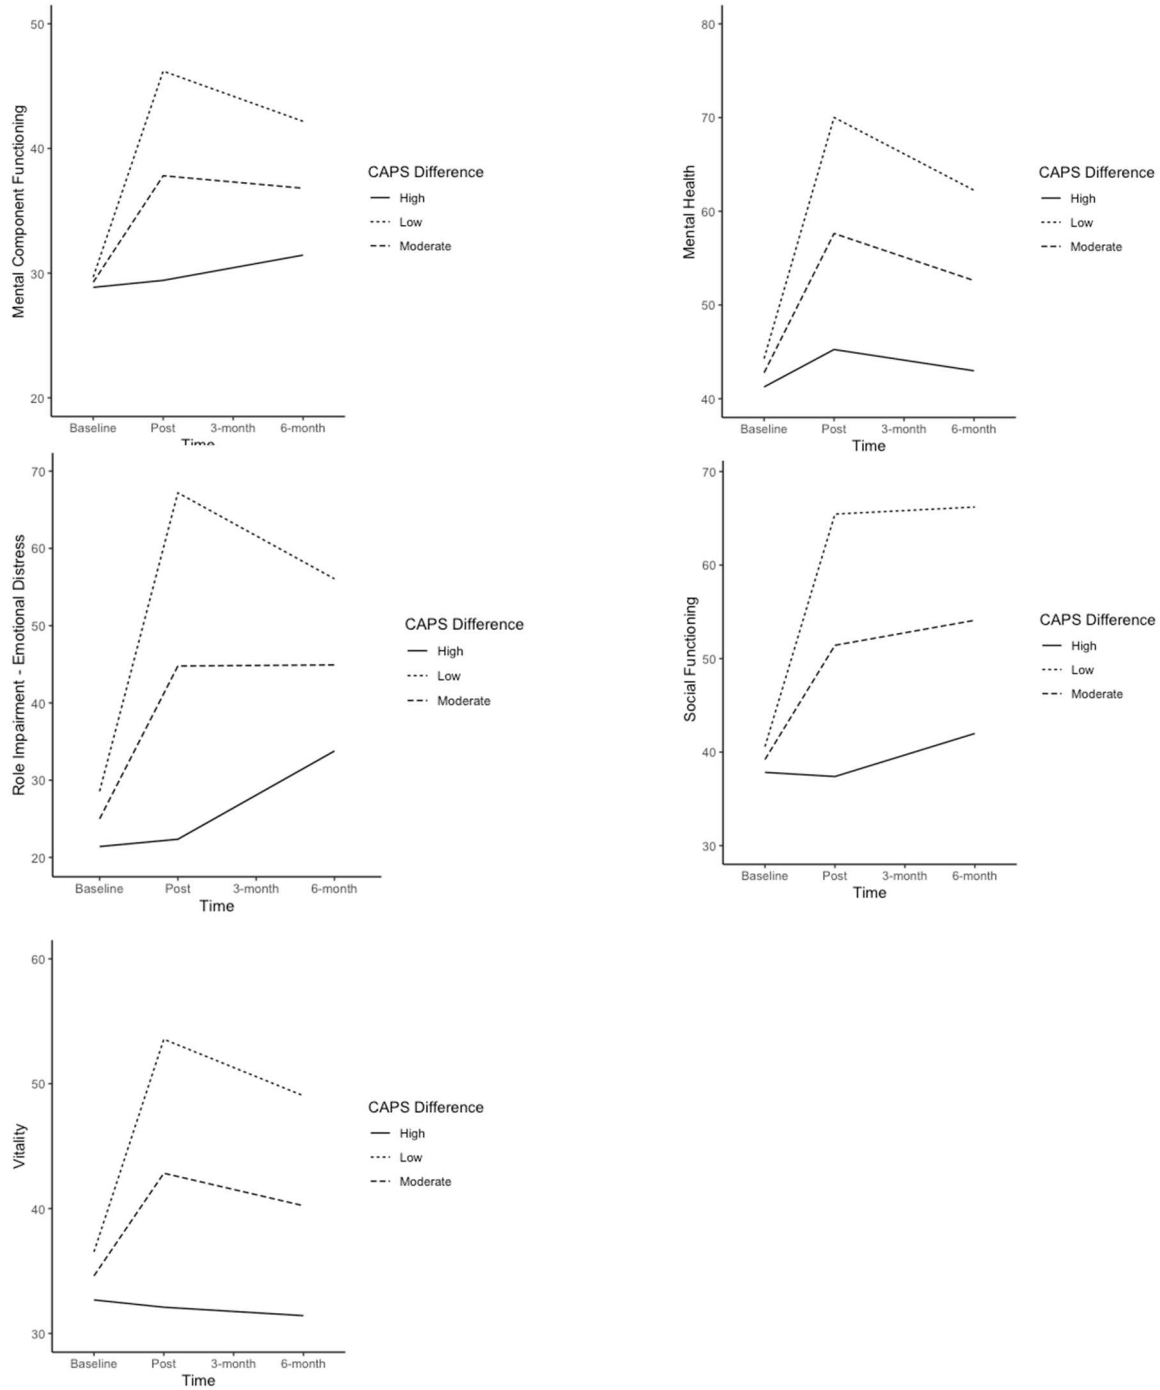 Mental Component Functioning
50
40
30
20
Baseline Post 3-month 6-month
Time
CAPS Difference
High
Low
Moderate
Mental Health
80
70
60
50
40
Baseline Post 3-month 6-month
Time
CAPS Difference
High
Low
Moderate
Role Impairment - Emotional Distress
70
60
50
40
30
20
Baseline Post 3-month 6-month
Time
CAPS Difference
High
Low
Moderate
Social Functioning
70
60
50
40
30
Baseline Post 3-month 6-month
Time
CAPS Difference
High
Low
Moderate
Vitality
60
50
40
30
Baseline Post 3-month 6-month
Time
CAPS Difference
High
Low
Moderate